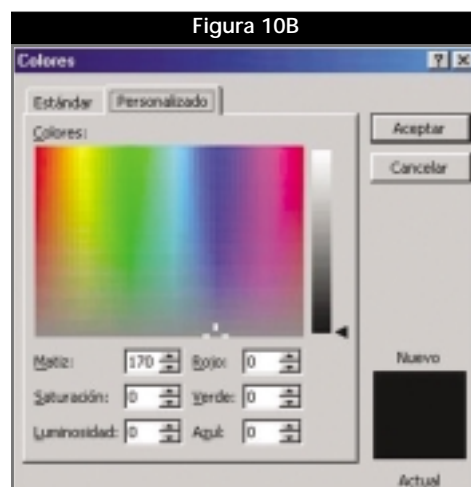 Figura 10B
Colores
Estándar Personalizado
Colores:
Aceptar
Cancelar
Matiz: 170 Rojo: 0
Saturación: 0 Verde: 0
Luminosidad: 0 Azul: 0
Nuevo
Actual